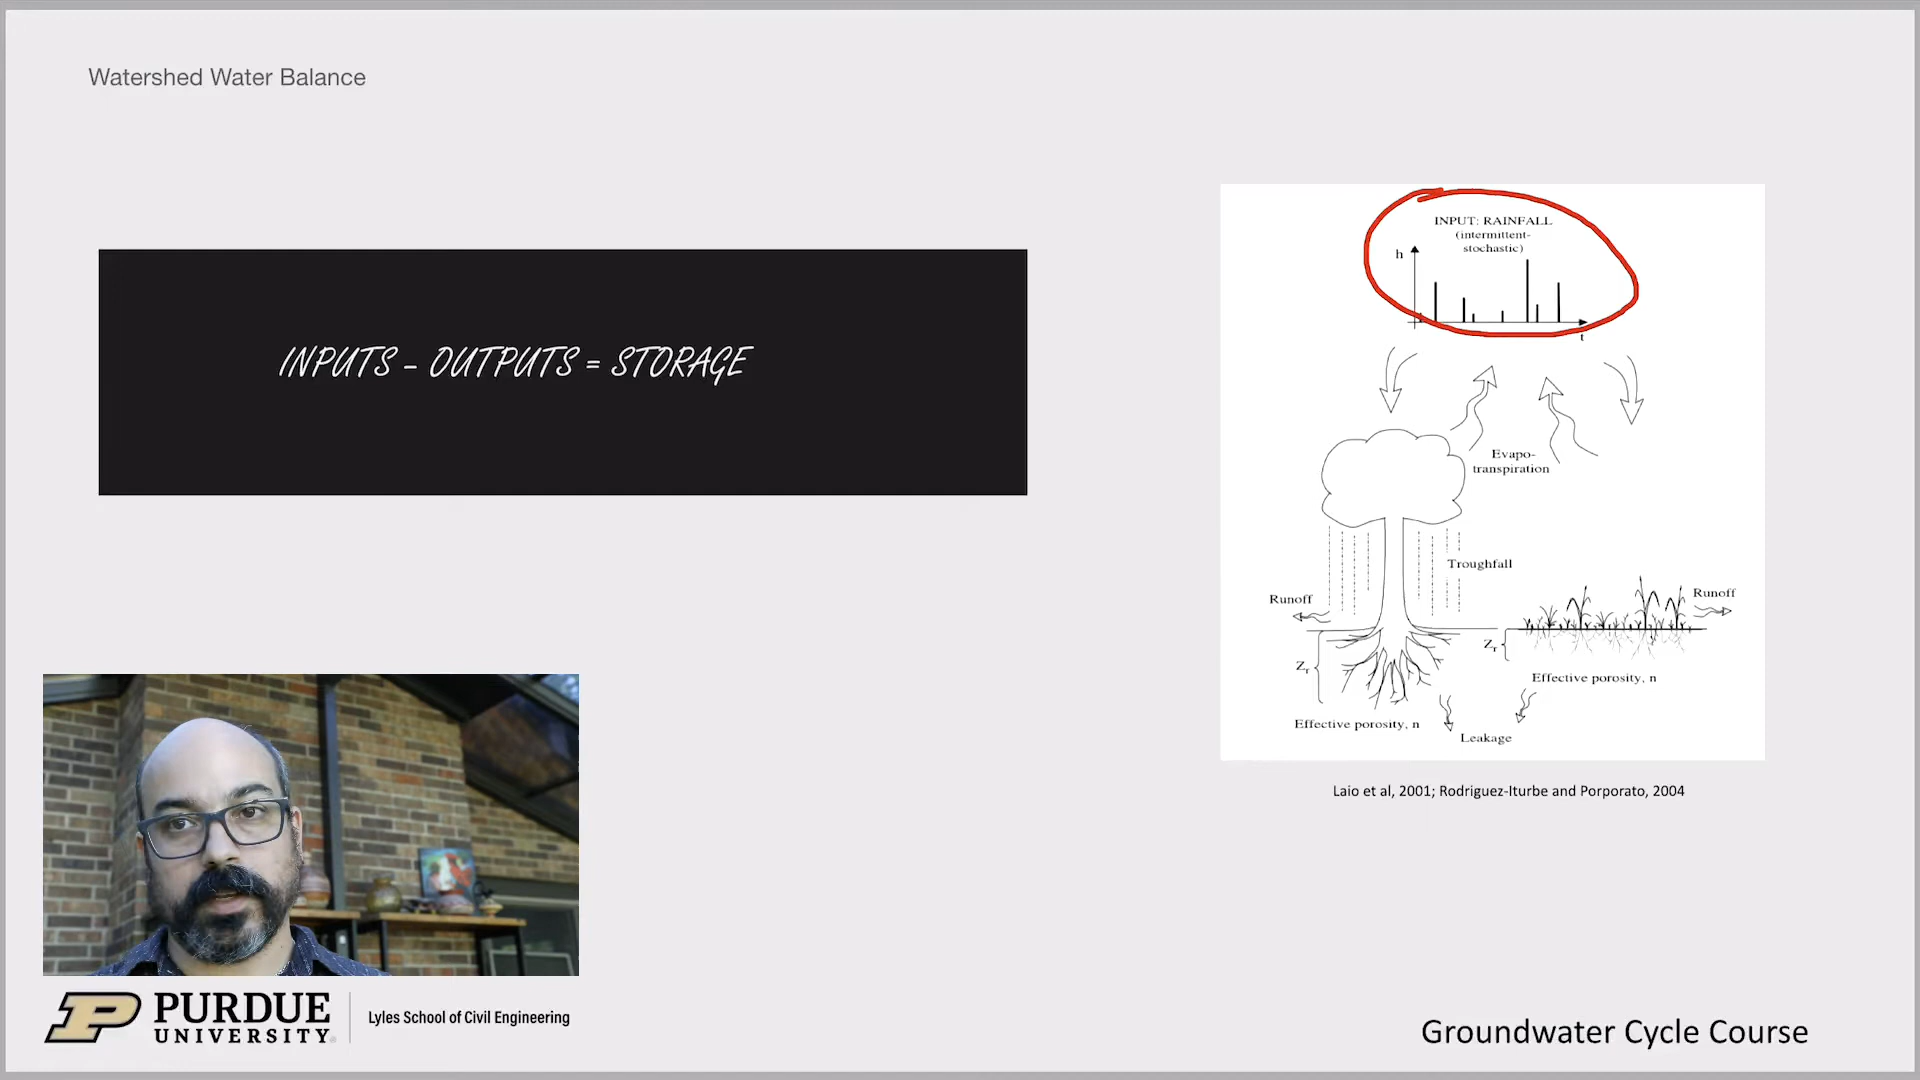 Watershed Water Balance
INPUTS – OUTPUTS = STORAGE
INPUT: RAINFALL
(intermittent-
stochastic)
h
t
Evapo-
transpiration
Troughfall
Runoff
Runoff
Zr
Zr
Effective porosity, n
Effective porosity, n
Leakage
Laio et al, 2001; Rodriguez-Iturbe and Porporato, 2004
PURDUE
UNIVERSITY
Lyles School of Civil Engineering
Groundwater Cycle Course